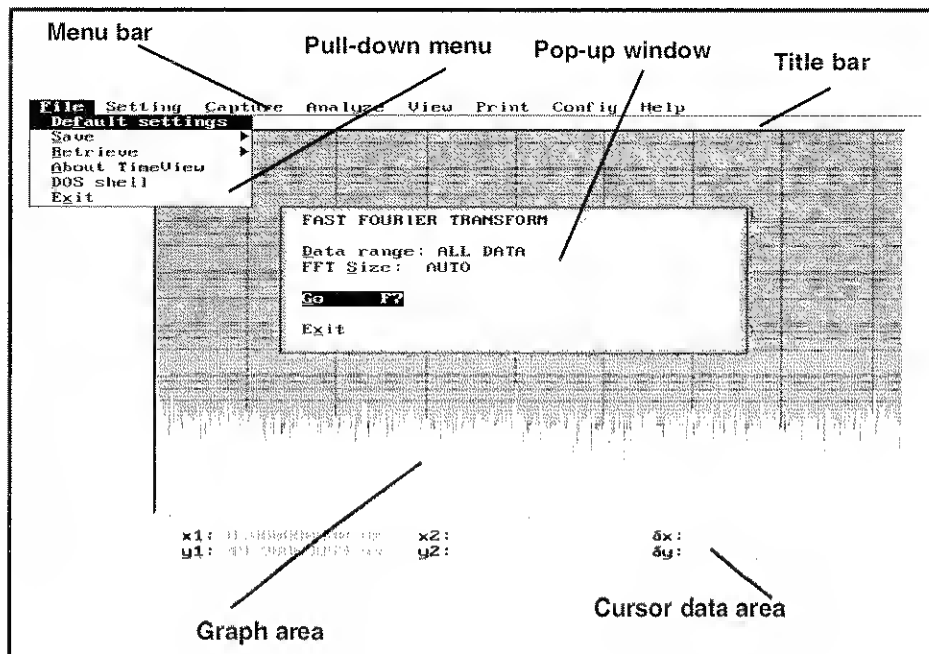 Menu bar
Pull-down menu
Pop-up window
Title bar
File Setting Capture Analyze View Print Config Help
Default settings
Save
Retrieve
About TimeView
DOS shell
Exit
FAST FOURIER TRANSFORM
Data range: ALL DATA
FFT Size: AUTO
Go F7
Exit
x1: x2: δx:
y1: y2: δy:
Graph area
Cursor data area